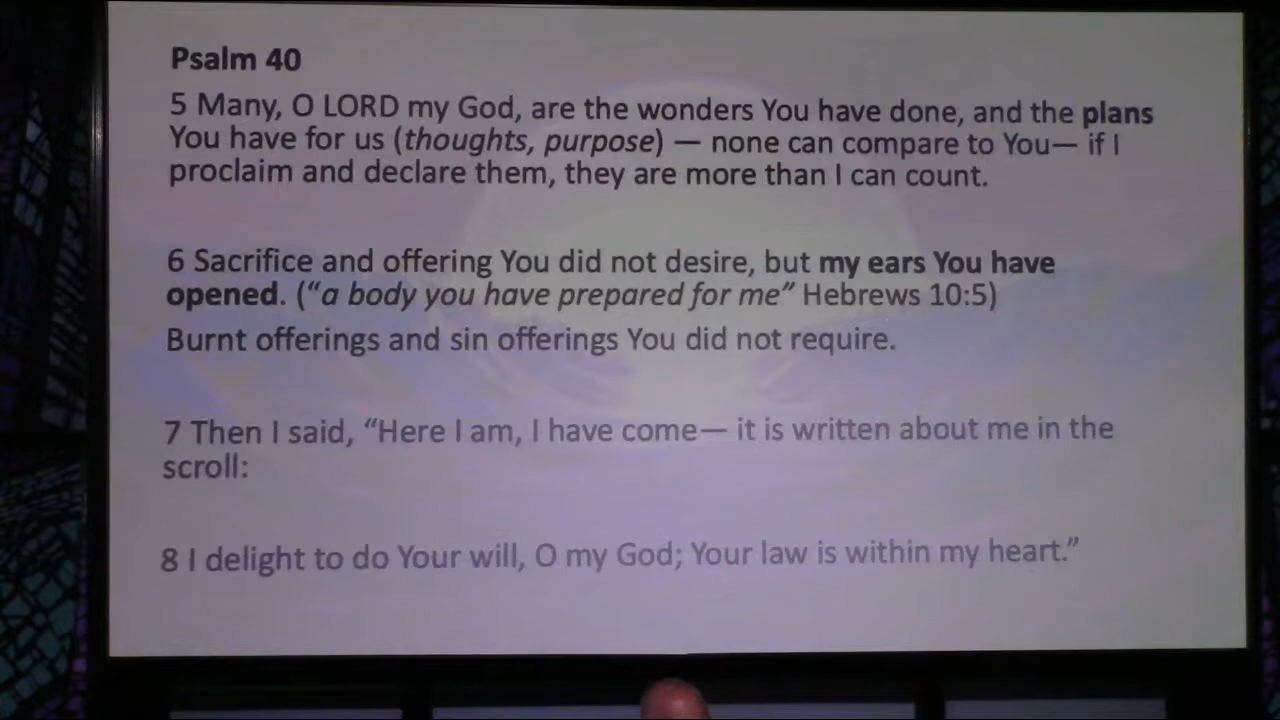 Psalm 40
5 Many, O LORD my God, are the wonders You have done, and the plans
You have for us (thoughts, purpose) — none can compare to You— if I
proclaim and declare them, they are more than I can count.
6 Sacrifice and offering You did not desire, but my ears You have
opened. (“a body you have prepared for me” Hebrews 10:5)
Burnt offerings and sin offerings You did not require.
7 Then I said, “Here I am, I have come— it is written about me in the
scroll:
8 I delight to do Your will, O my God; Your law is within my heart.”